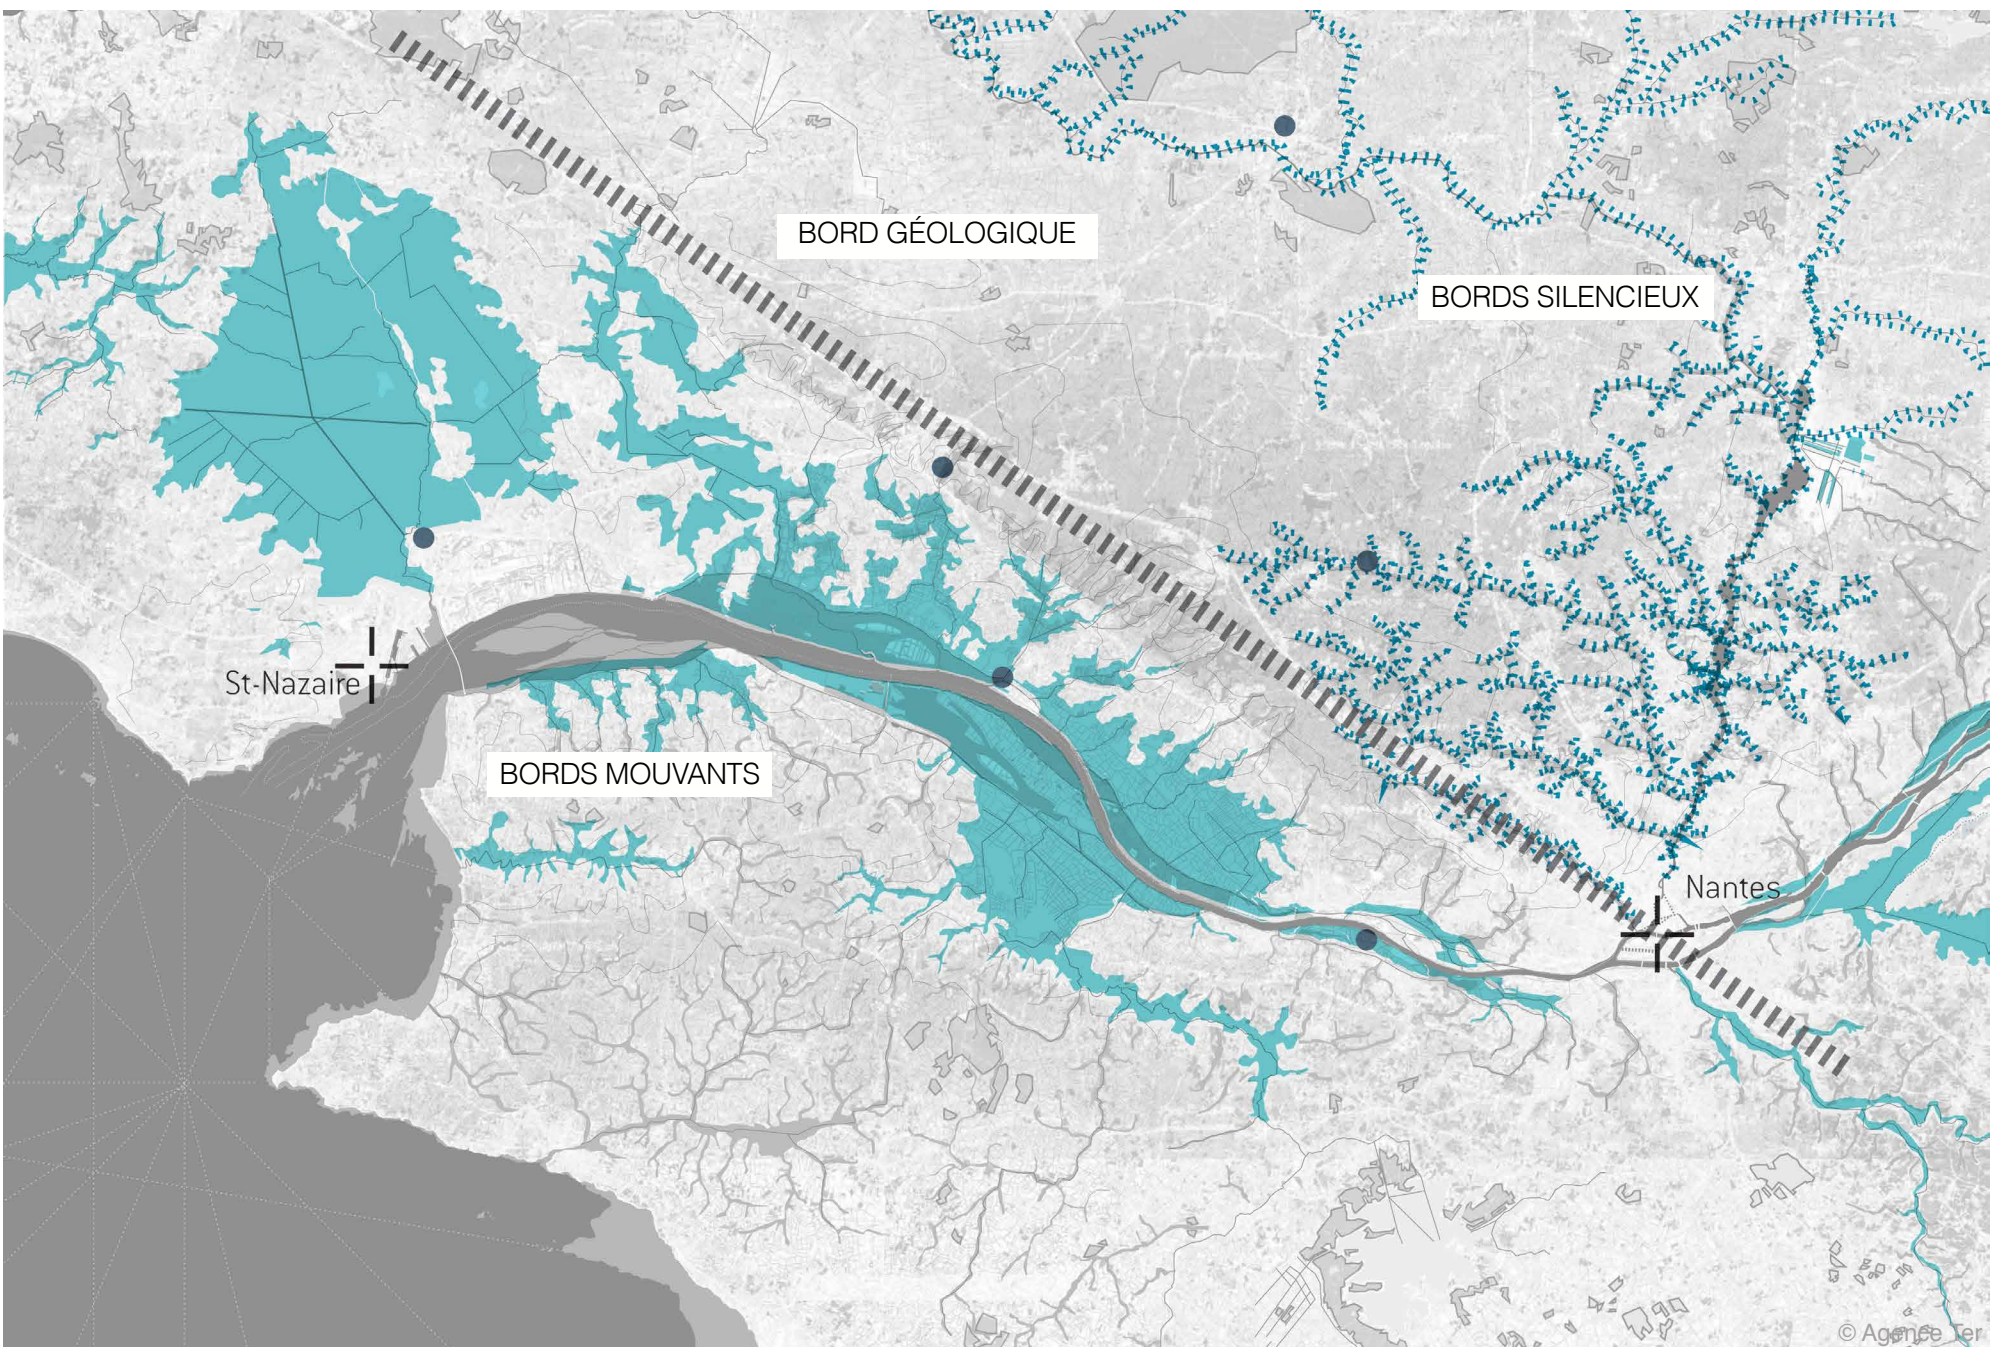 BORD GÉOLOGIQUE
BORDS SILENCIEUX
St-Nazaire
BORDS MOUVANTS
Nantes
© Agence Ter